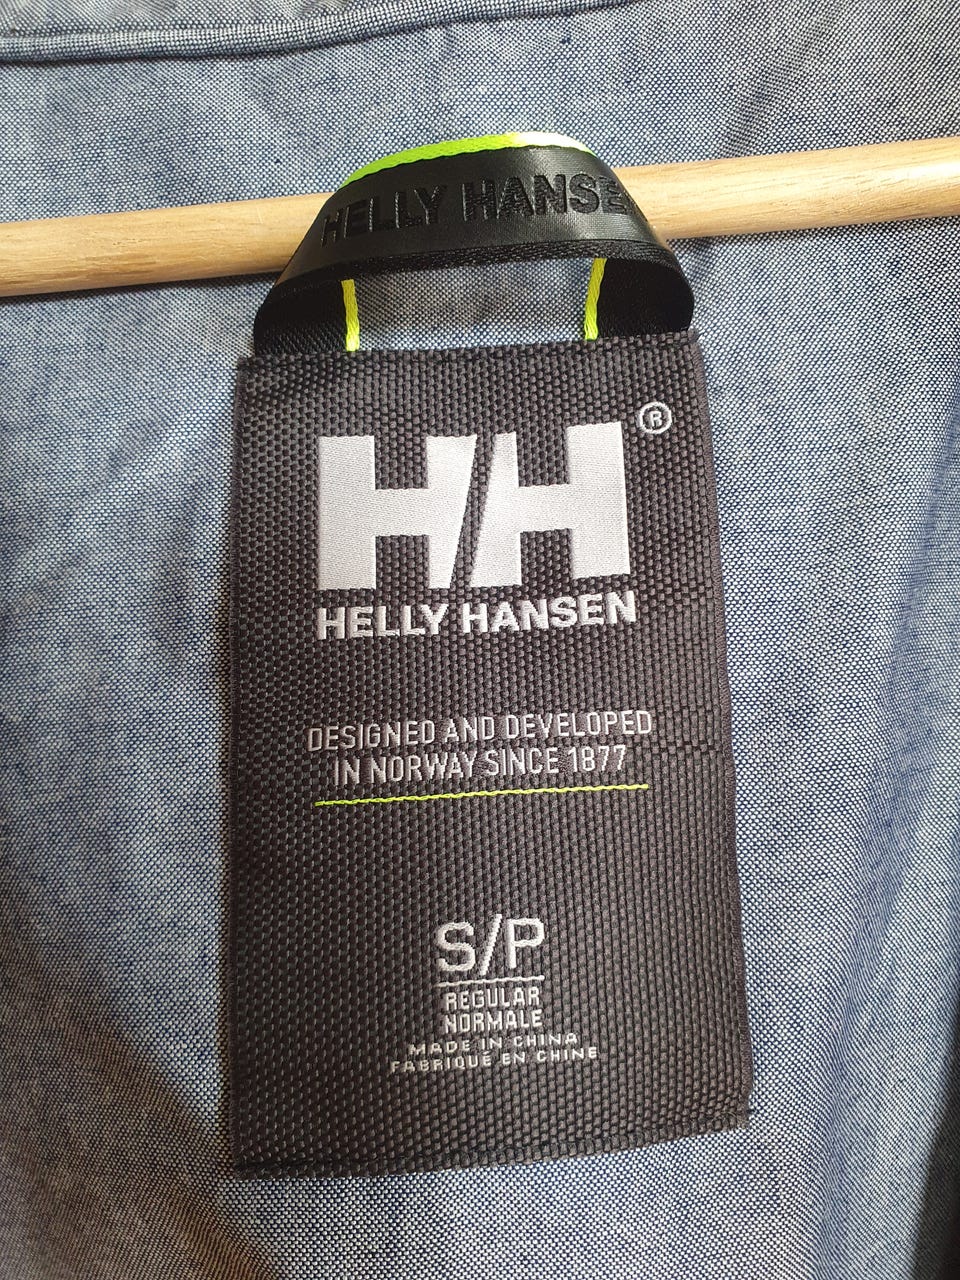 HELLY HANSE
HH®
HELLY HANSEN
DESIGNED AND DEVELOPED
IN NORWAY SINCE 1877
S/P
REGULAR
NORMALE
MADE IN CHINA
FABRIQUÉ EN CHINE